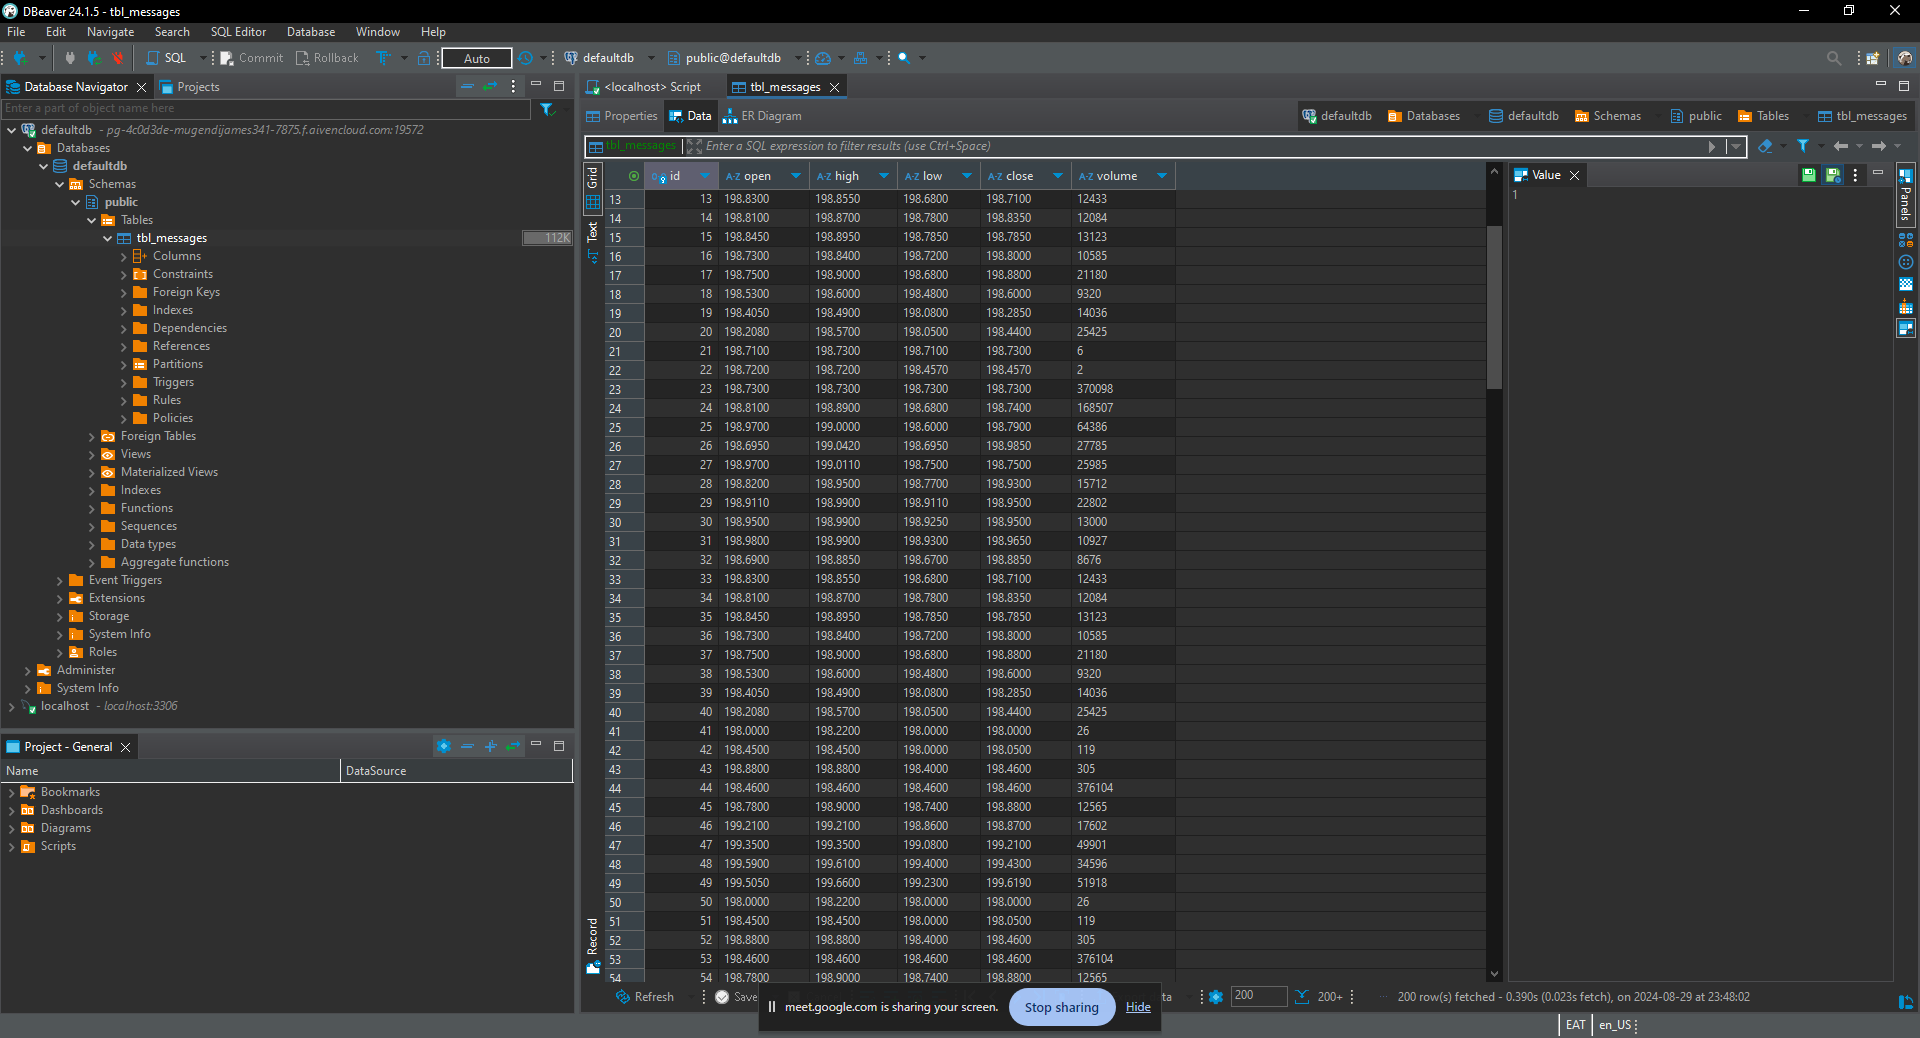 DBeaver 24.1.5 - tbl_messages
File Edit Navigate Search SQL Editor Database Window Help
SQL Commit Rollback Auto defaultdb public@defaultdb
Database Navigator Projects
Enter a part of object name here
defaultdb - pg-4c0d3de-mugendijames341-7875.f.aivencloud.com:19572
Databases
defaultdb
Schemas
public
Tables
tbl_messages 112K
Columns
Constraints
Foreign Keys
Indexes
Dependencies
References
Partitions
Triggers
Rules
Policies
Foreign Tables
Views
Materialized Views
Indexes
Functions
Sequences
Data types
Aggregate functions
Event Triggers
Extensions
Storage
System Info
Roles
Administer
System Info
localhost - localhost:3306
Project - General
Name DataSource
Bookmarks
Dashboards
Diagrams
Scripts
<localhost> Script tbl_messages
Properties Data ER Diagram
defaultdb Databases defaultdb Schemas public Tables tbl_messages
tbl_messages Enter a SQL expression to filter results (use Ctrl+Space)
Grid
Text
Record
id A-Z open A-Z high A-Z low A-Z close A-Z volume
13 13 198.8300 198.8550 198.6800 198.7100 12433
14 14 198.8100 198.8700 198.7800 198.8350 12084
15 15 198.8450 198.8950 198.7850 198.7850 13123
16 16 198.7300 198.8400 198.7200 198.8000 10585
17 17 198.7500 198.9000 198.6800 198.8800 21180
18 18 198.5300 198.6000 198.4800 198.6000 9320
19 19 198.4050 198.4900 198.0800 198.2850 14036
20 20 198.2080 198.5700 198.0500 198.4400 25425
21 21 198.7100 198.7300 198.7100 198.7300 6
22 22 198.7200 198.7200 198.4570 198.4570 2
23 23 198.7300 198.7300 198.7300 198.7300 370098
24 24 198.8100 198.8900 198.6800 198.7400 168507
25 25 198.9700 199.0000 198.6000 198.7900 64386
26 26 198.6950 199.0420 198.6950 198.9850 27785
27 27 198.9700 199.0110 198.7500 198.7500 25985
28 28 198.8200 198.9500 198.7700 198.9300 15712
29 29 198.9110 198.9900 198.9110 198.9500 22802
30 30 198.9500 198.9900 198.9250 198.9500 13000
31 31 198.9800 198.9900 198.9300 198.9650 10927
32 32 198.6900 198.8850 198.6700 198.8850 8676
33 33 198.8300 198.8550 198.6800 198.7100 12433
34 34 198.8100 198.8700 198.7800 198.8350 12084
35 35 198.8450 198.8950 198.7850 198.7850 13123
36 36 198.7300 198.8400 198.7200 198.8000 10585
37 37 198.7500 198.9000 198.6800 198.8800 21180
38 38 198.5300 198.6000 198.4800 198.6000 9320
39 39 198.4050 198.4900 198.0800 198.2850 14036
40 40 198.2080 198.5700 198.0500 198.4400 25425
41 41 198.0000 198.2200 198.0000 198.0000 26
42 42 198.4500 198.4500 198.0000 198.0500 119
43 43 198.8800 198.8800 198.4000 198.4600 305
44 44 198.4600 198.4600 198.4600 198.4600 376104
45 45 198.7800 198.9000 198.7400 198.8800 12565
46 46 199.2100 199.2100 198.8600 198.8700 17602
47 47 199.3500 199.3500 199.0800 199.2100 49901
48 48 199.5900 199.6100 199.4000 199.4300 34596
49 49 199.5050 199.6600 199.2300 199.6190 51918
50 50 198.0000 198.2200 198.0000 198.0000 26
51 51 198.4500 198.4500 198.0000 198.0500 119
52 52 198.8800 198.8800 198.4000 198.4600 305
53 53 198.4600 198.4600 198.4600 198.4600 376104
54 54 198.7800 198.9000 198.7400 198.8800 12565
Value
1
Panels
Refresh Save ta 200 200+ 200 row(s) fetched - 0.390s (0.023s fetch), on 2024-08-29 at 23:48:02
meet.google.com is sharing your screen. Stop sharing Hide
EAT en_US